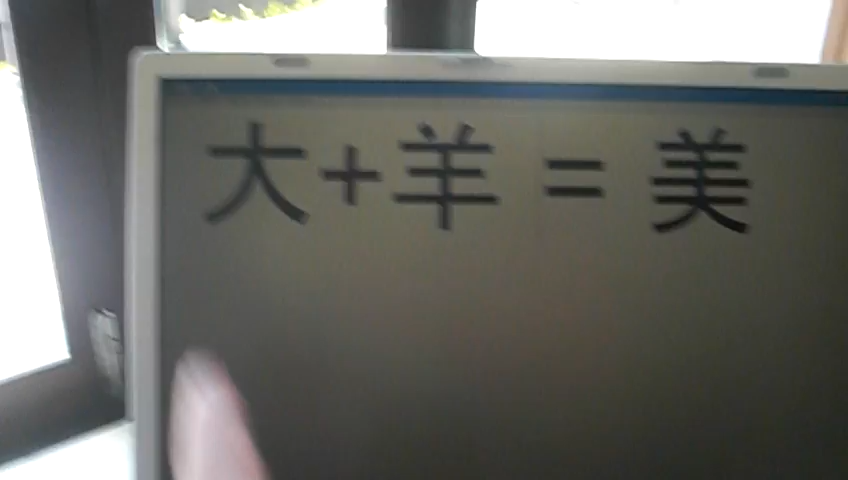 大+羊 = 美